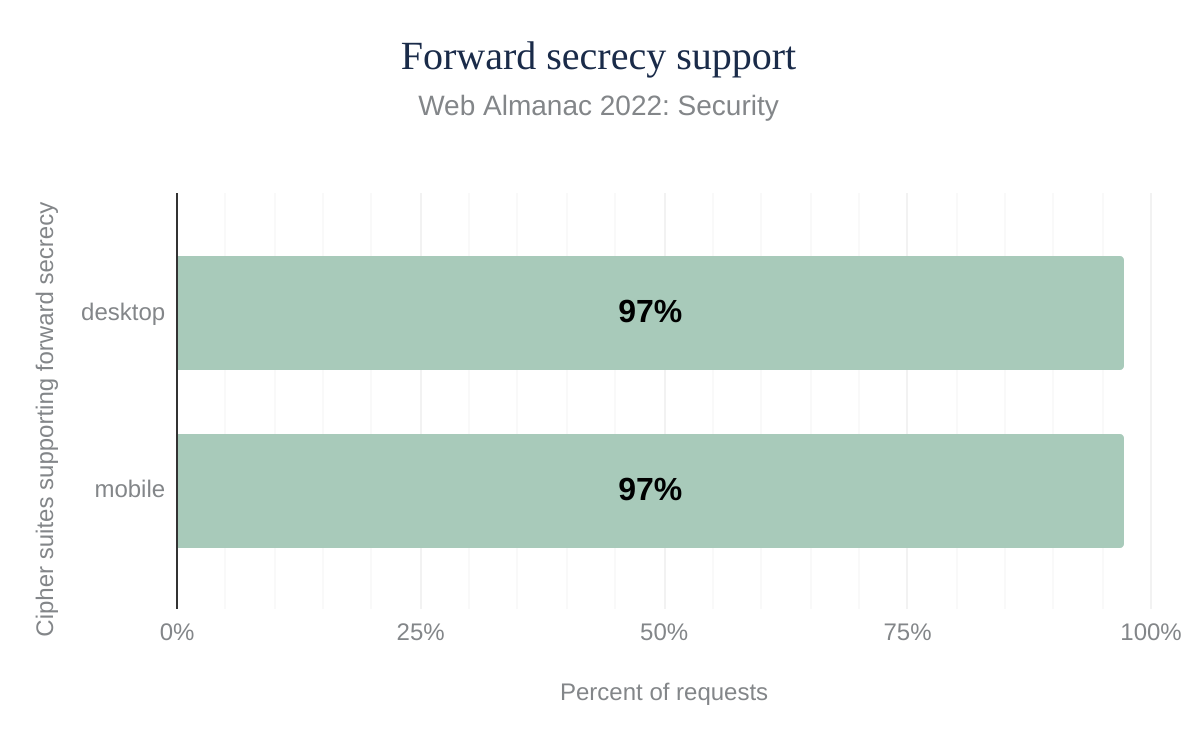 Forward secrecy support
Web Almanac 2022: Security
Cipher suites supporting forward secrecy
desktop
97%
mobile
97%
0% 25% 50% 75% 100%
Percent of requests